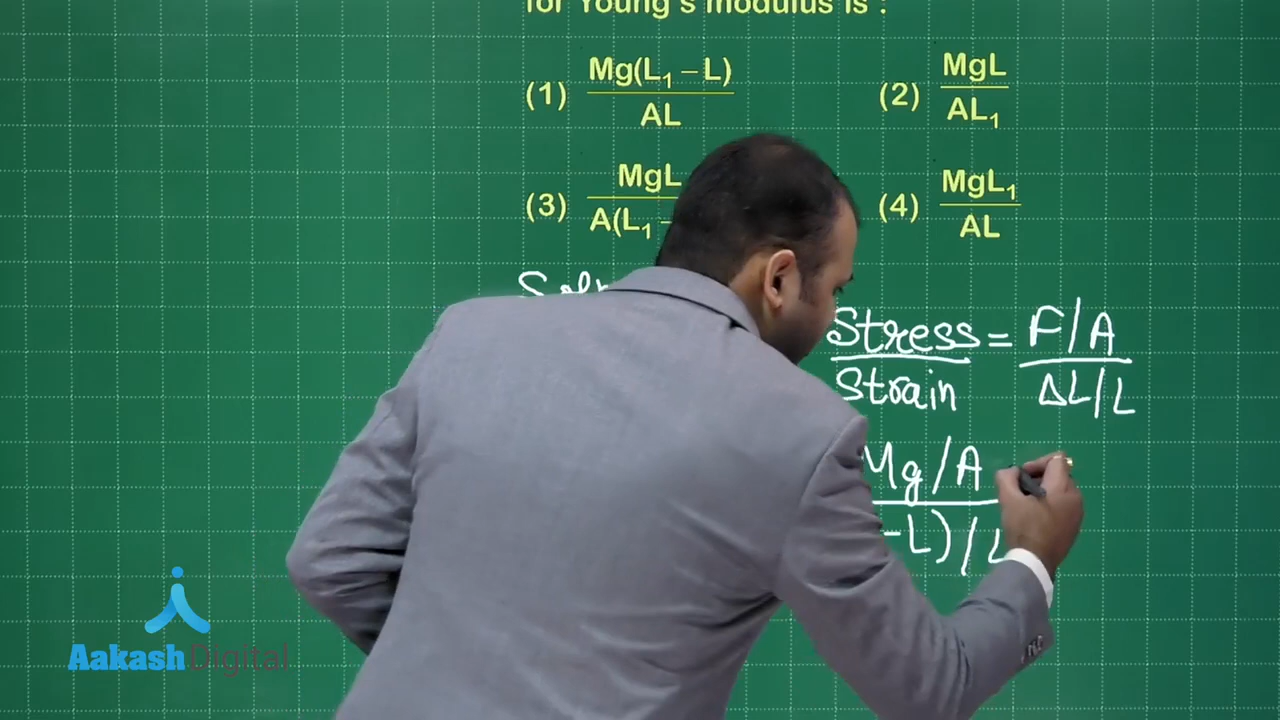 for Young's modulus is :
(1) Mg(L₁ – L)
AL
(2) MgL
AL₁
(3) MgL
A(L₁ –
(4) MgL₁
AL
Stress = F/A
Strain ΔL/L
Mg/A
-L)/L
Aakash Digital